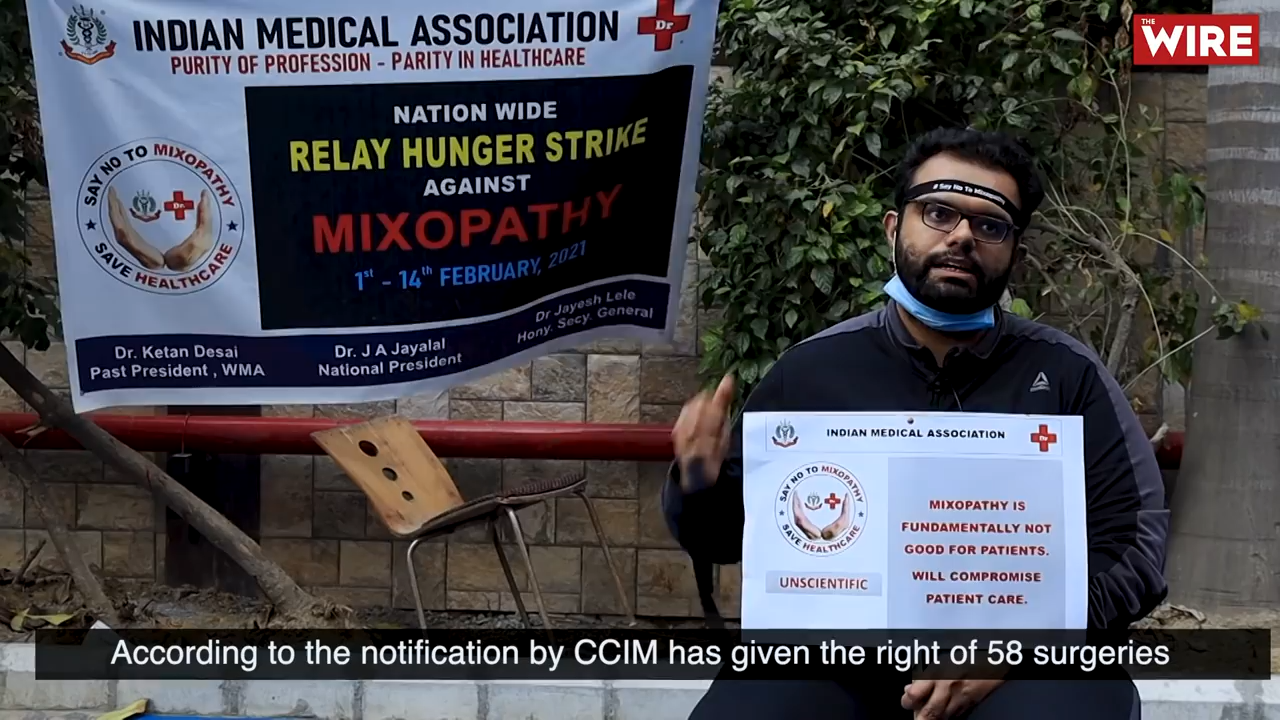 THE
WIRE
INDIAN MEDICAL ASSOCIATION
Dr
PURITY OF PROFESSION - PARITY IN HEALTHCARE
NATION WIDE
RELAY HUNGER STRIKE
AGAINST
MIXOPATHY
1st - 14th FEBRUARY, 2021
SAY NO TO MIXOPATHY
Dr.
SAVE HEALTHCARE
Dr. Ketan Desai
Past President , WMA
Dr. J A Jayalal
National President
Dr Jayesh Lele
Hony. Secy. General
# Say No To Mixopathy
INDIAN MEDICAL ASSOCIATION
Dr
SAY NO TO MIXOPATHY
SAVE HEALTHCARE
UNSCIENTIFIC
MIXOPATHY IS
FUNDAMENTALLY NOT
GOOD FOR PATIENTS.
WILL COMPROMISE
PATIENT CARE.
According to the notification by CCIM has given the right of 58 surgeries